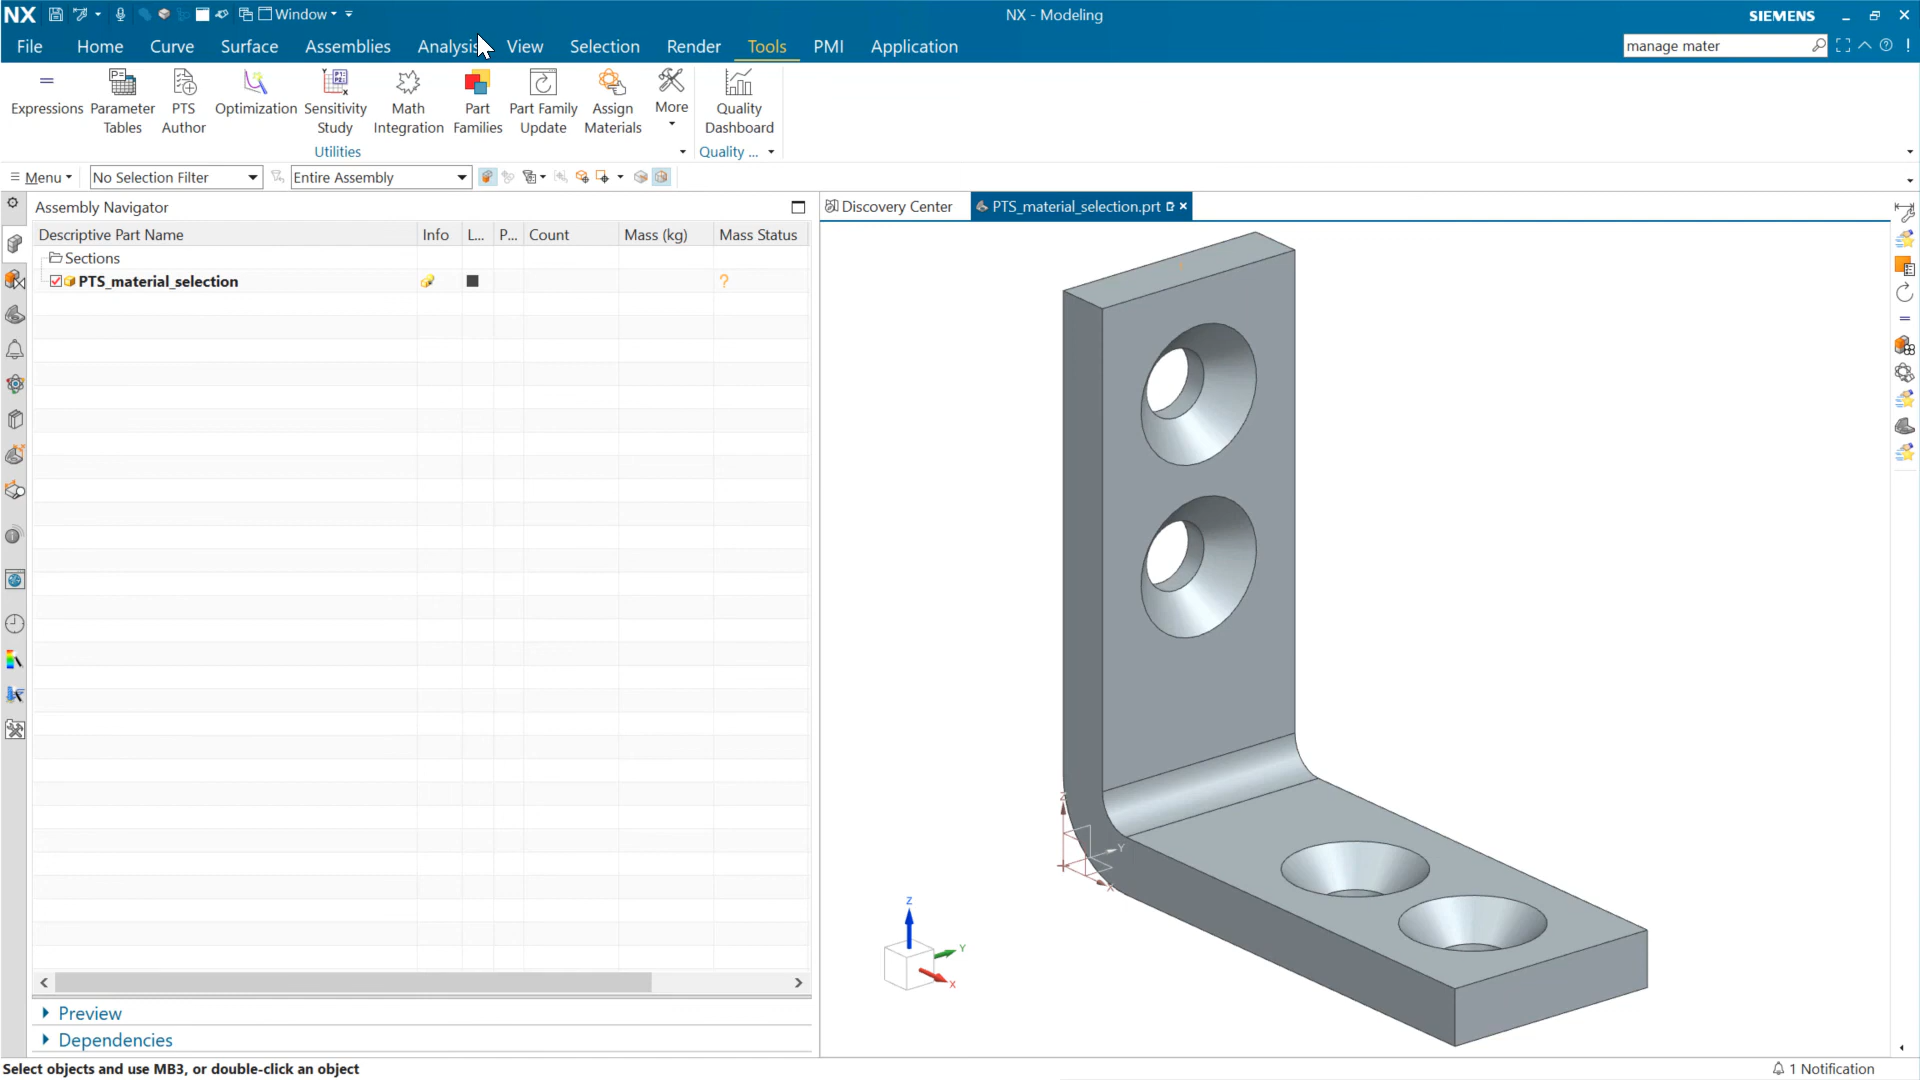 NX
Window
NX - Modeling
SIEMENS
File
Home
Curve
Surface
Assemblies
Analysis
View
Selection
Render
Tools
PMI
Application
manage mater
Expressions
Parameter
Tables
PTS
Author
Optimization
Sensitivity
Study
Math
Integration
Part
Families
Part Family
Update
Assign
Materials
More
Quality
Dashboard
Utilities
Quality ...
Menu
No Selection Filter
Entire Assembly
Assembly Navigator
Discovery Center
PTS_material_selection.prt
Descriptive Part Name
Info
L...
P...
Count
Mass (kg)
Mass Status
Sections
PTS_material_selection
?
Z
Y
X
Z
Y
X
Preview
Dependencies
Select objects and use MB3, or double-click an object
1 Notification